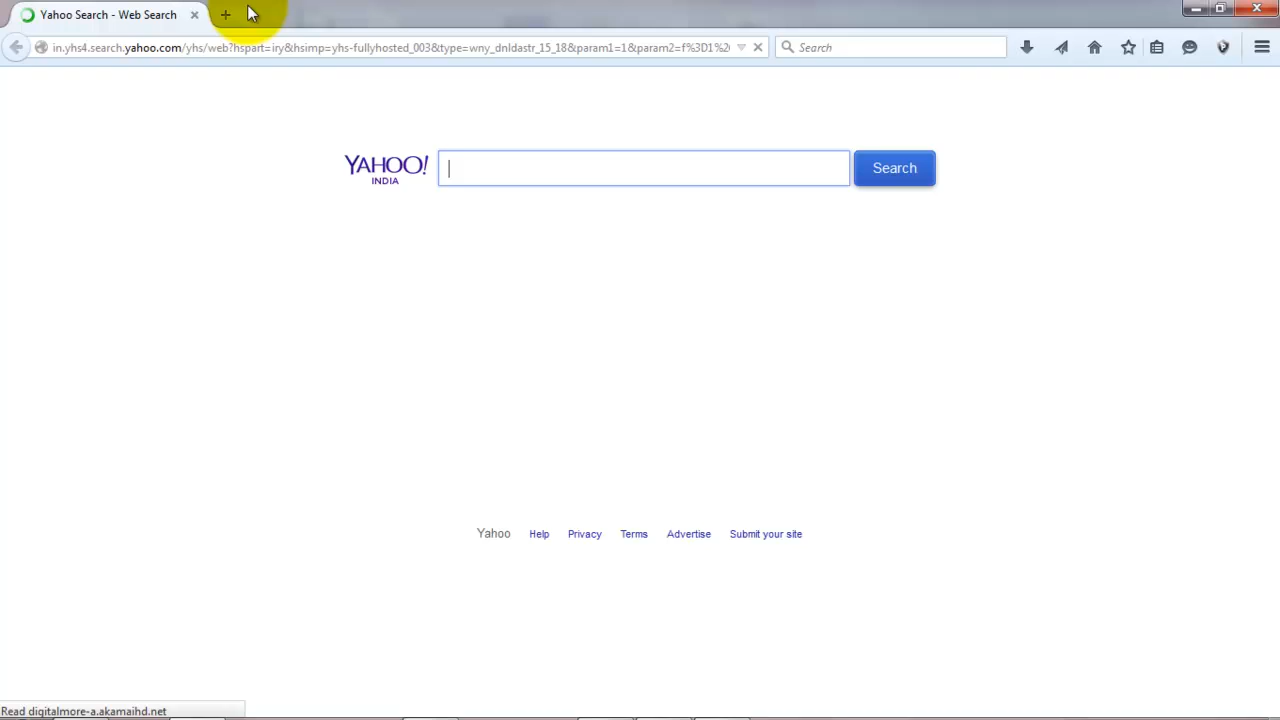 Yahoo Search - Web Search
in.yhs4.search.yahoo.com/yhs/web?hspart=iry&hsimp=yhs-fullyhosted_003&type=wny_dnldastr_15_18&param1=1&param2=f%3D1%2
Search
YAHOO!
INDIA
Search
Yahoo Help Privacy Terms Advertise Submit your site
Read digitalmore-a.akamaihd.net